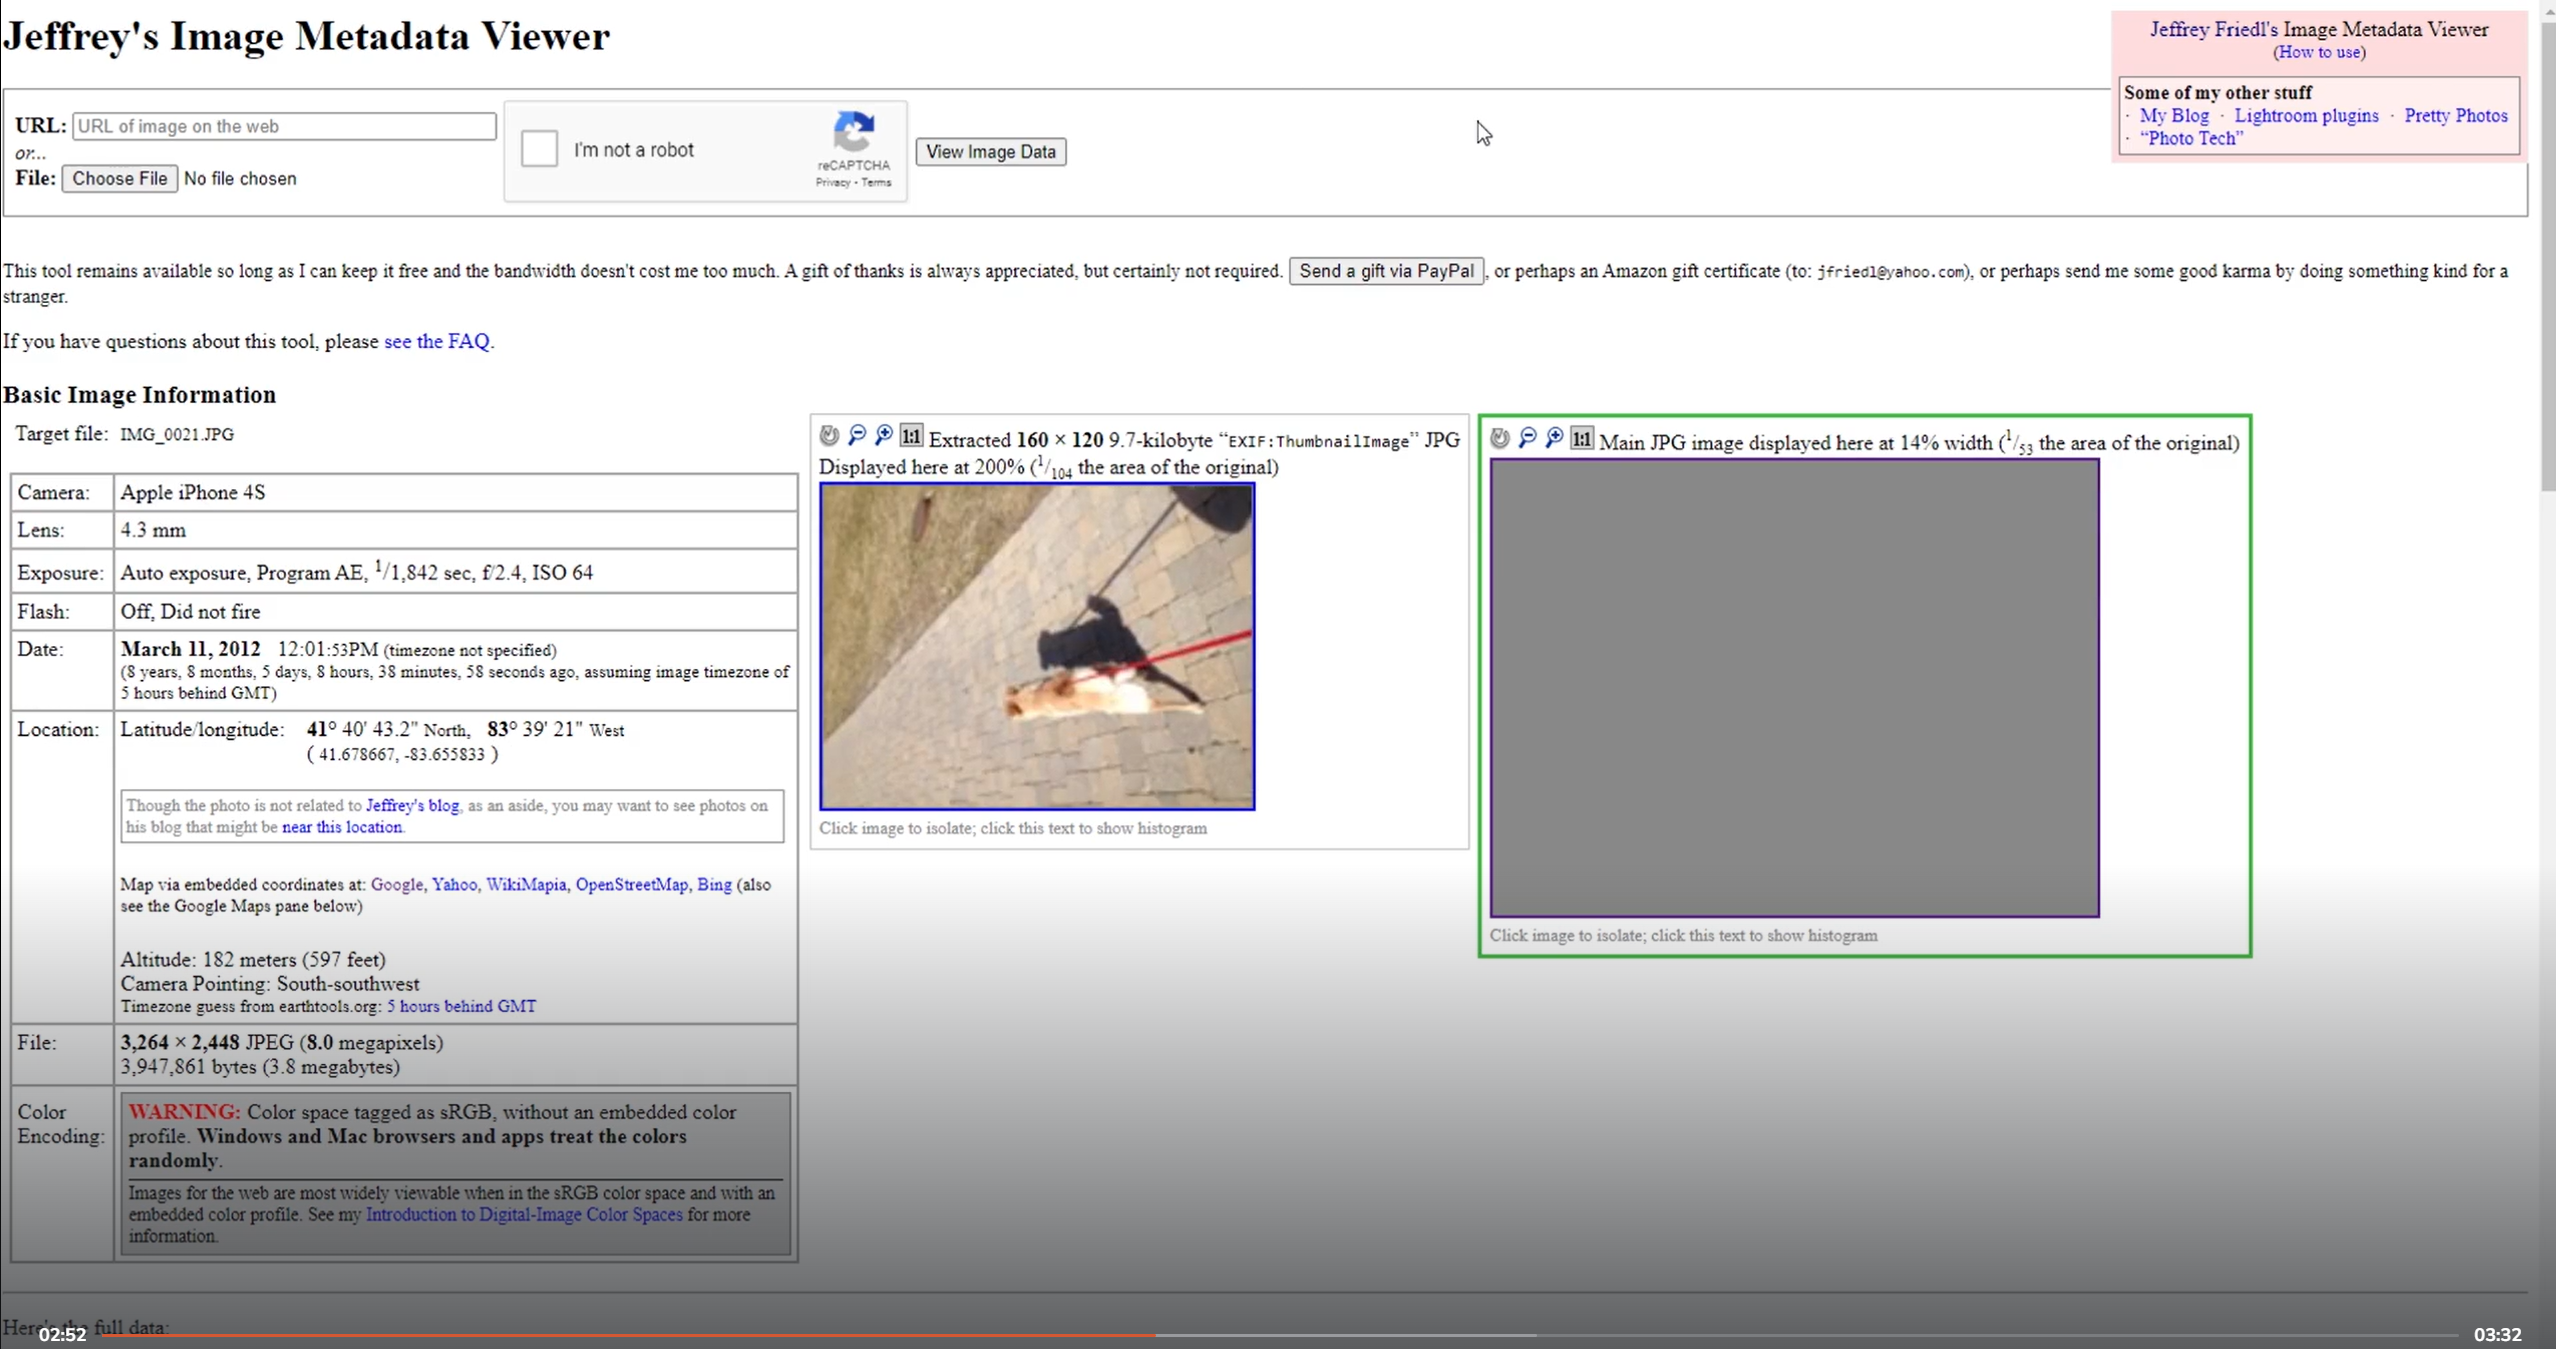 Jeffrey's Image Metadata Viewer
Jeffrey Friedl's Image Metadata Viewer
(How to use)
Some of my other stuff
· My Blog · Lightroom plugins · Pretty Photos
· “Photo Tech”
URL: URL of image on the web
or...
File: Choose File No file chosen
I'm not a robot
reCAPTCHA
Privacy - Terms
View Image Data
This tool remains available so long as I can keep it free and the bandwidth doesn't cost me too much. A gift of thanks is always appreciated, but certainly not required. Send a gift via PayPal, or perhaps an Amazon gift certificate (to: jfriedl@yahoo.com), or perhaps send me some good karma by doing something kind for a
stranger.
If you have questions about this tool, please see the FAQ.
Basic Image Information
Target file: IMG_0021.JPG
Camera: Apple iPhone 4S
Lens: 4.3 mm
Exposure: Auto exposure, Program AE, 1/1,842 sec, f/2.4, ISO 64
Flash: Off, Did not fire
Date: March 11, 2012 12:01:53PM (timezone not specified)
(8 years, 8 months, 5 days, 8 hours, 38 minutes, 58 seconds ago, assuming image timezone of
5 hours behind GMT)
Location: Latitude/longitude: 41° 40' 43.2" North, 83° 39' 21" West
( 41.678667, -83.655833 )
Though the photo is not related to Jeffrey's blog, as an aside, you may want to see photos on
his blog that might be near this location.
Map via embedded coordinates at: Google, Yahoo, WikiMapia, OpenStreetMap, Bing (also
see the Google Maps pane below)
Altitude: 182 meters (597 feet)
Camera Pointing: South-southwest
Timezone guess from earthtools.org: 5 hours behind GMT
File: 3,264 × 2,448 JPEG (8.0 megapixels)
3,947,861 bytes (3.8 megabytes)
Color
Encoding:
WARNING: Color space tagged as sRGB, without an embedded color
profile. Windows and Mac browsers and apps treat the colors
randomly.
Images for the web are most widely viewable when in the sRGB color space and with an
embedded color profile. See my Introduction to Digital-Image Color Spaces for more
information.
1:1 Extracted 160 × 120 9.7-kilobyte “EXIF:ThumbnailImage” JPG
Displayed here at 200% (1/104 the area of the original)
Click image to isolate; click this text to show histogram
1:1 Main JPG image displayed here at 14% width (1/53 the area of the original)
Click image to isolate; click this text to show histogram
Here's the full data:
02:52
03:32